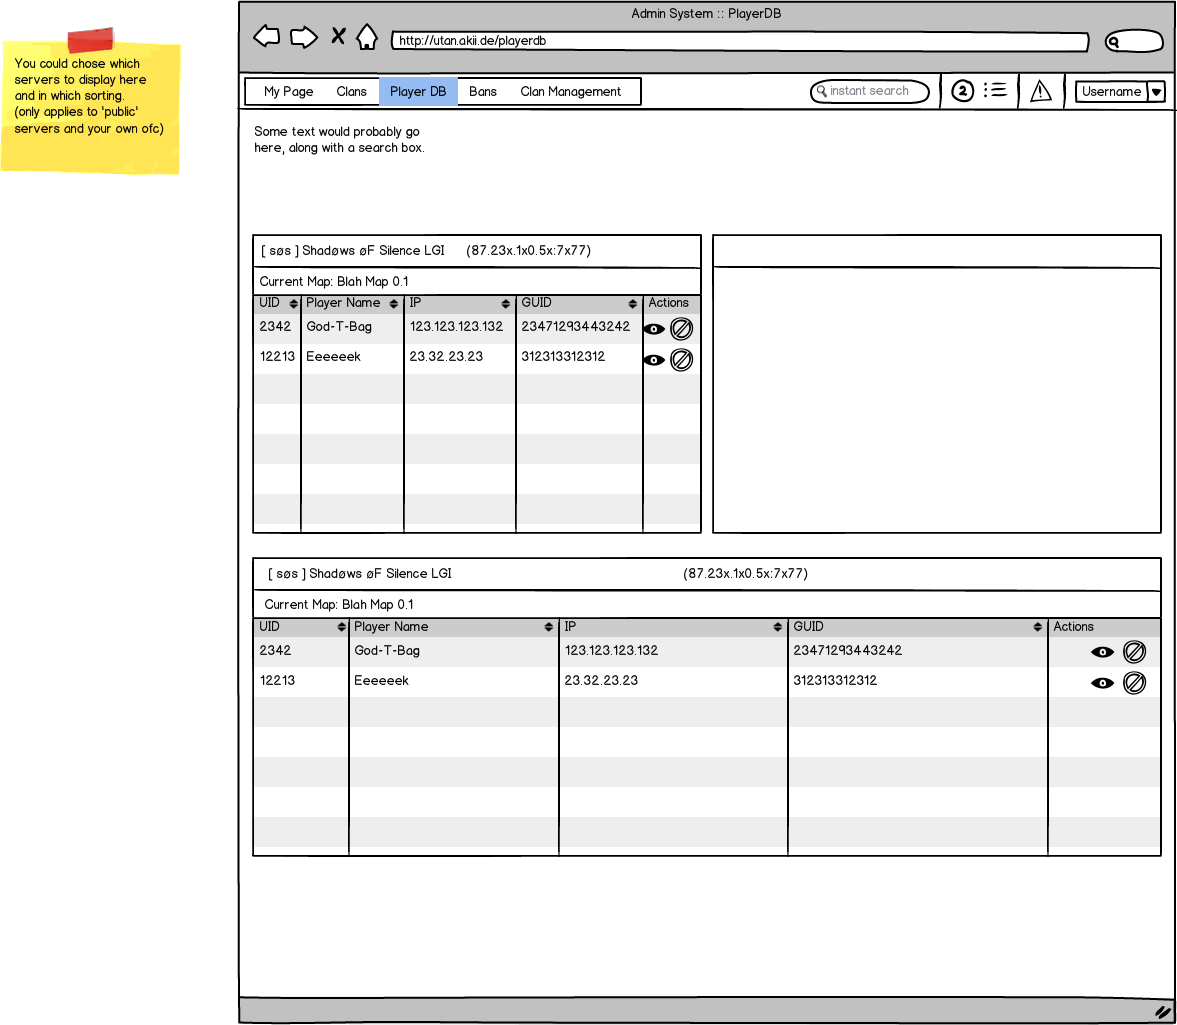 Admin System :: PlayerDB
http://utan.akii.de/playerdb
You could chose which
servers to display here
and in which sorting.
(only applies to 'public'
servers and your own ofc)
My Page Clans Player DB Bans Clan Management instant search 2 Username
Some text would probably go
here, along with a search box.
[ søs ] Shadøws øF Silence LGI (87.23x.1x0.5x:7x77)
Current Map: Blah Map 0.1
UID Player Name IP GUID Actions
2342 God-T-Bag 123.123.123.132 23471293443242
12213 Eeeeeek 23.32.23.23 312313312312
[ søs ] Shadøws øF Silence LGI (87.23x.1x0.5x:7x77)
Current Map: Blah Map 0.1
UID Player Name IP GUID Actions
2342 God-T-Bag 123.123.123.132 23471293443242
12213 Eeeeeek 23.32.23.23 312313312312